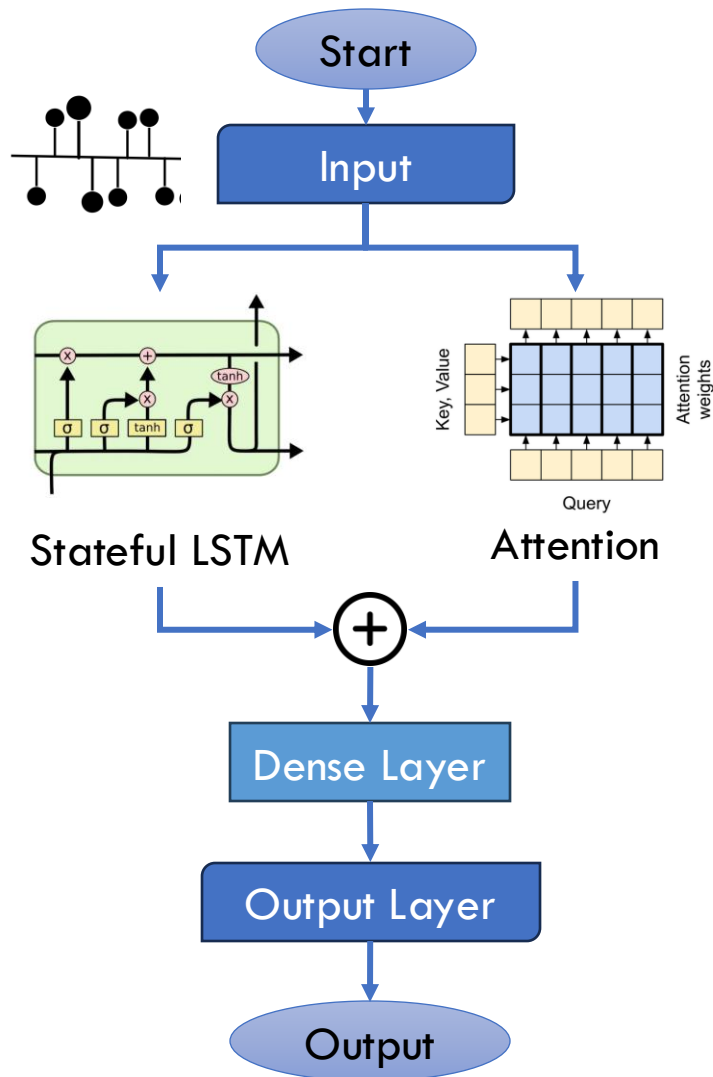 Start
Input
x
+
tanh
x
x
σ
σ
tanh
σ
Key, Value
Attention
weights
Query
Stateful LSTM
Attention
+
Dense Layer
Output Layer
Output